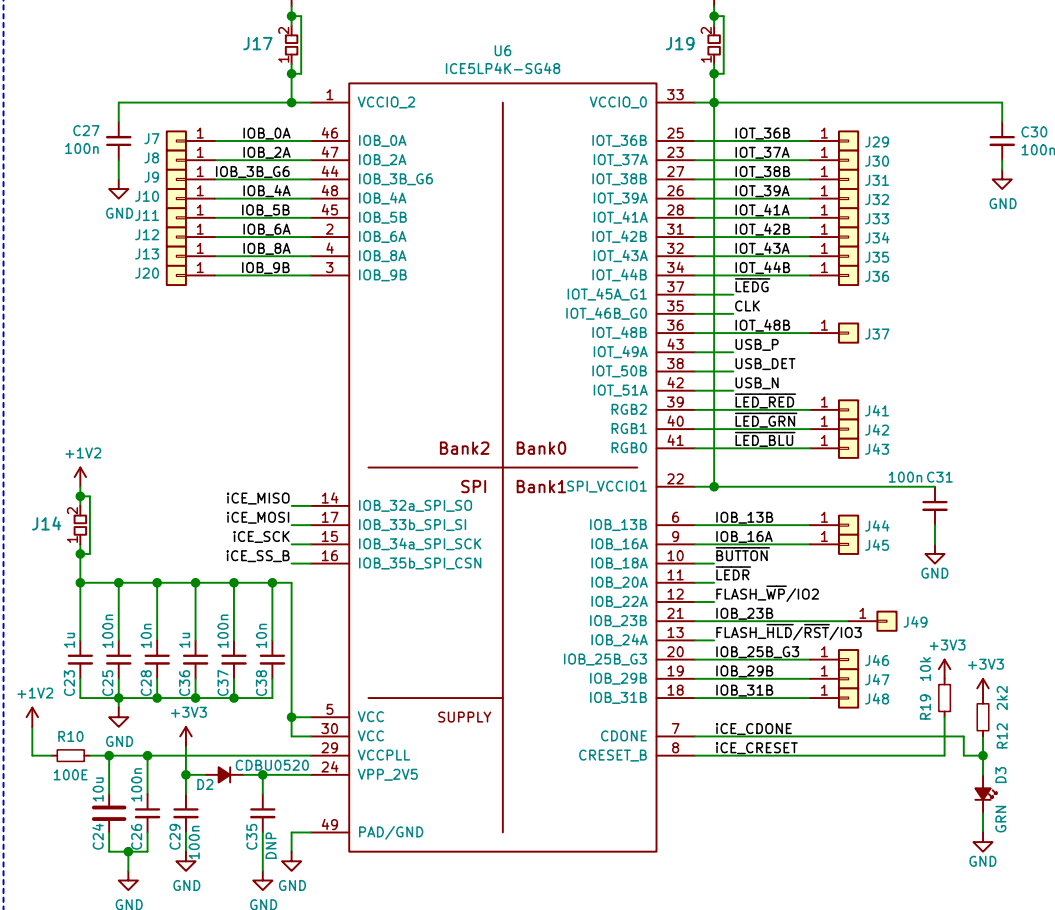 J17
2
1
J19
2
1
U6
ICE5LP4K-SG48
1 VCCIO_2
VCCIO_0 33
C27
100n
GND
C30
100n
GND
J7 1 IOB_0A 46 IOB_0A
J8 1 IOB_2A 47 IOB_2A
J9 1 IOB_3B_G6 44 IOB_3B_G6
J10 1 IOB_4A 48 IOB_4A
J11 1 IOB_5B 45 IOB_5B
J12 1 IOB_6A 2 IOB_6A
J13 1 IOB_8A 4 IOB_8A
J20 1 IOB_9B 3 IOB_9B
IOT_36B 25 IOT_36B 1 J29
IOT_37A 23 IOT_37A 1 J30
IOT_38B 27 IOT_38B 1 J31
IOT_39A 26 IOT_39A 1 J32
IOT_41A 28 IOT_41A 1 J33
IOT_42B 31 IOT_42B 1 J34
IOT_43A 32 IOT_43A 1 J35
IOT_44B 34 IOT_44B 1 J36
IOT_45A_G1 37 LEDG
IOT_46B_G0 35 CLK
IOT_48B 36 IOT_48B 1 J37
IOT_49A 43 USB_P
IOT_50B 38 USB_DET
IOT_51A 42 USB_N
RGB2 39 LED_RED 1 J41
RGB1 40 LED_GRN 1 J42
RGB0 41 LED_BLU 1 J43
Bank2 Bank0
SPI Bank1
SPI_VCCIO1 22
100n C31
GND
iCE_MISO 14 IOB_32a_SPI_SO
iCE_MOSI 17 IOB_33b_SPI_SI
iCE_SCK 15 IOB_34a_SPI_SCK
iCE_SS_B 16 IOB_35b_SPI_CSN
IOB_13B 6 IOB_13B 1 J44
IOB_16A 9 IOB_16A 1 J45
IOB_18A 10 BUTTON
IOB_20A 11 LEDR
IOB_22A 12 FLASH_WP/IO2
IOB_23B 21 IOB_23B 1 J49
IOB_24A 13 FLASH_HLD/RST/IO3
IOB_25B_G3 20 IOB_25B_G3 1 J46
IOB_29B 19 IOB_29B 1 J47
IOB_31B 18 IOB_31B 1 J48
CDONE 7 iCE_CDONE
CRESET_B 8 iCE_CRESET
+1V2
J14
2
1
C23 1u
C25 100n
C28 10n
C36 1u
C37 100n
C38 10n
GND
+1V2
R10
100E
+3V3
D2
CDBU0520
SUPPLY
5 VCC
30 VCC
29 VCCPLL
24 VPP_2V5
49 PAD/GND
C24 10u
C26 100n
C29 100n
C35 DNP
GND
GND
GND
GND
+3V3
R19 10k
+3V3
R12 2k2
D3
GRN
GND